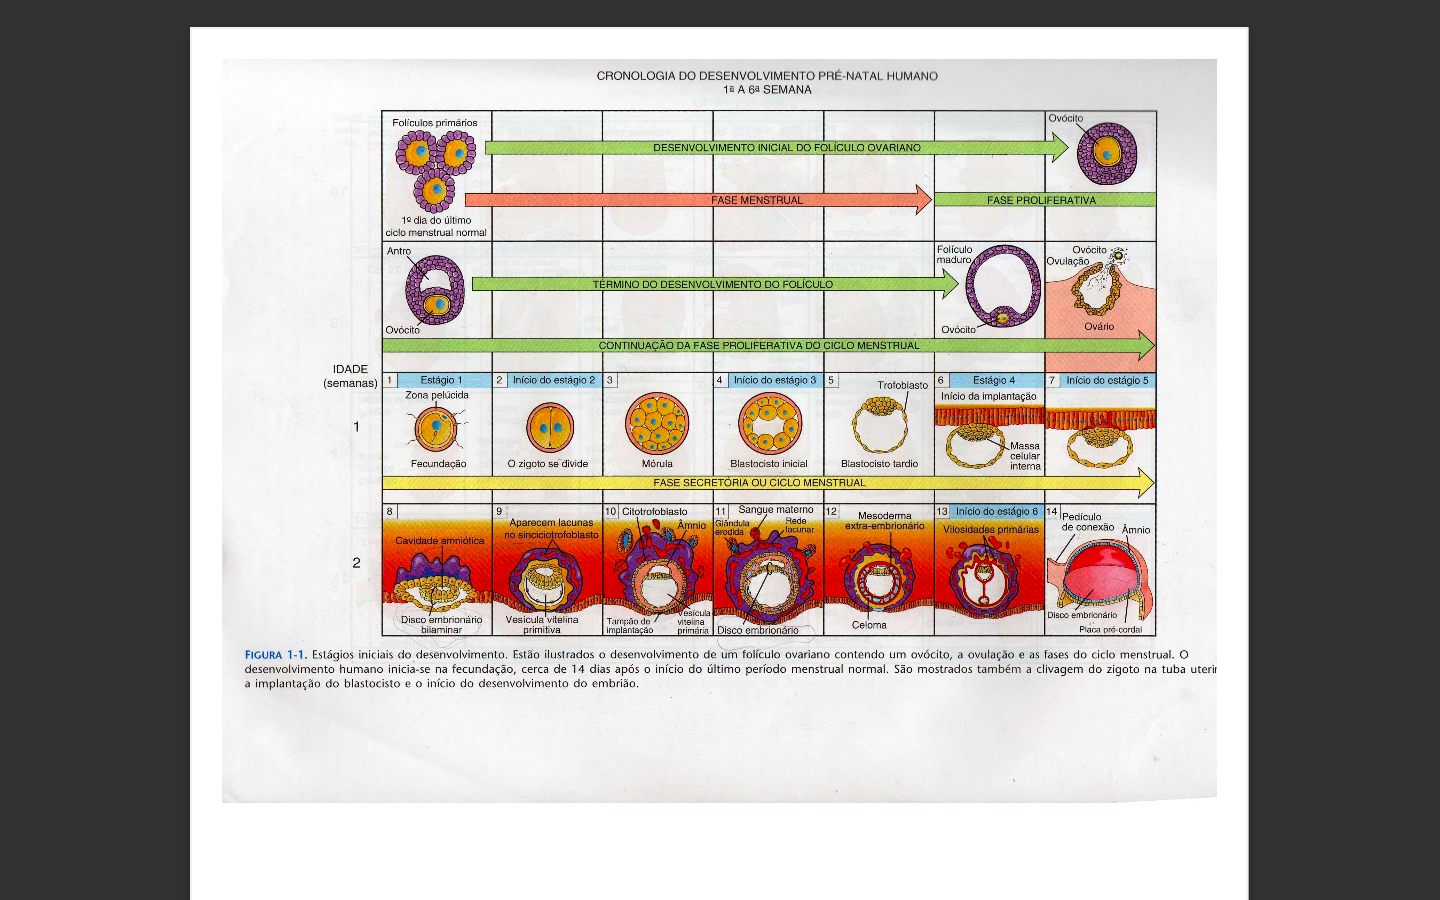 CRONOLOGIA DO DESENVOLVIMENTO PRÉ-NATAL HUMANO
1ª A 6ª SEMANA
Folículos primários
Ovócito
DESENVOLVIMENTO INICIAL DO FOLÍCULO OVARIANO
FASE MENSTRUAL
FASE PROLIFERATIVA
1º dia do último
ciclo menstrual normal
Antro
Folículo
maduro
Ovócito
Ovulação
TÉRMINO DO DESENVOLVIMENTO DO FOLÍCULO
Ovócito
Ovócito
Ovário
CONTINUAÇÃO DA FASE PROLIFERATIVA DO CICLO MENSTRUAL
IDADE
(semanas)
1 Estágio 1
2 Início do estágio 2
3
4 Início do estágio 3
5
6 Estágio 4
7 Início do estágio 5
Zona pelúcida
Trofoblasto
Início da implantação
1
Massa
celular
interna
Fecundação
O zigoto se divide
Mórula
Blastocisto inicial
Blastocisto tardio
FASE SECRETÓRIA OU CICLO MENSTRUAL
2
8
Cavidade amniótica
Disco embrionário
bilaminar
9
Aparecem lacunas
no sinciciotrofoblasto
Vesícula vitelina
primitiva
10 Citotrofoblasto
Âmnio
Tampão de
implantação
Vesícula
vitelina
primária
11 Sangue materno
Glândula
erodida
Rede
lacunar
Disco embrionário
12
Mesoderma
extra-embrionário
Celoma
13 Início do estágio 6
Vilosidades primárias
14
Pedículo
de conexão
Âmnio
Disco embrionário
Placa pré-cordal
FIGURA 1-1. Estágios iniciais do desenvolvimento. Estão ilustrados o desenvolvimento de um folículo ovariano contendo um ovócito, a ovulação e as fases do ciclo menstrual. O
desenvolvimento humano inicia-se na fecundação, cerca de 14 dias após o início do último período menstrual normal. São mostrados também a clivagem do zigoto na tuba uterin
a implantação do blastocisto e o início do desenvolvimento do embrião.